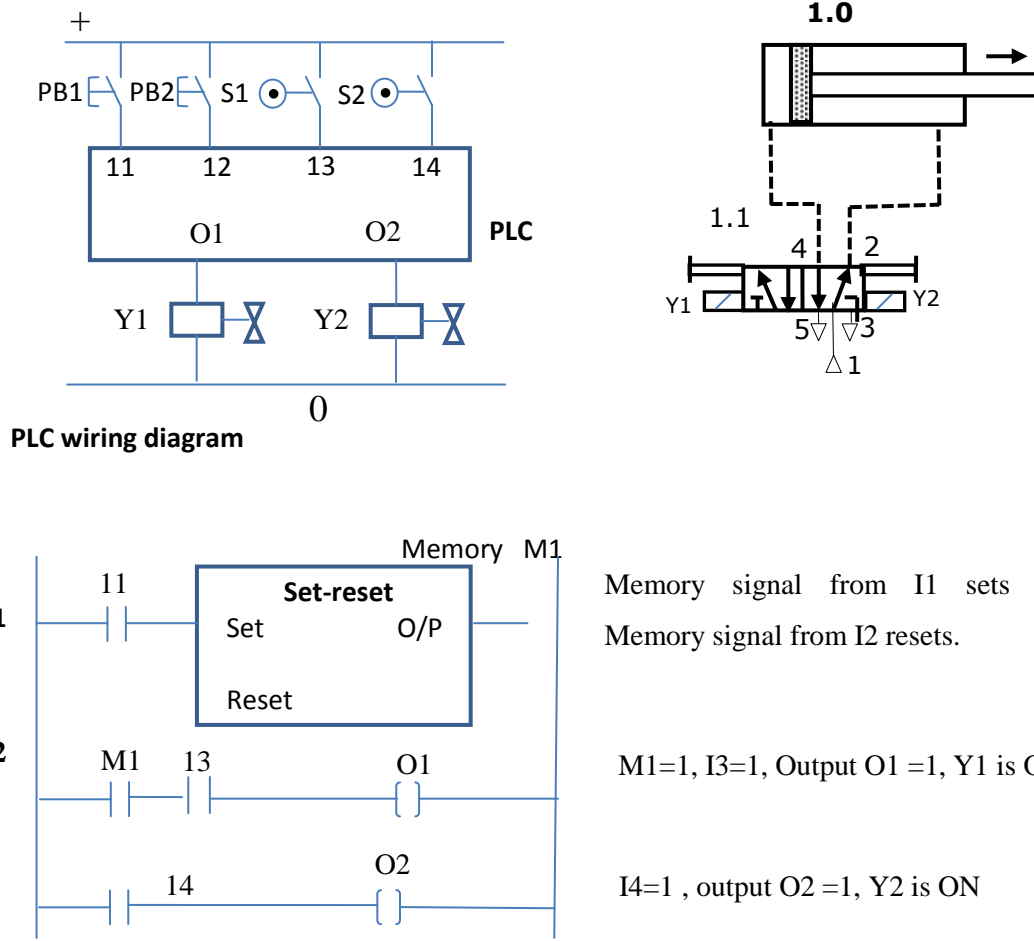 +
PB1 PB2 S1 S2
11 12 13 14
O1 O2 PLC
Y1 Y2
0
PLC wiring diagram
1.0
1.1
4 2
Y1 Y2
5 3
1
Memory M1
11
Set-reset
Set O/P
Reset
1
Memory signal from I1 sets
Memory signal from I2 resets.
2
M1 13 O1
M1=1, I3=1, Output O1 =1, Y1 is
14 O2
I4=1 , output O2 =1, Y2 is ON